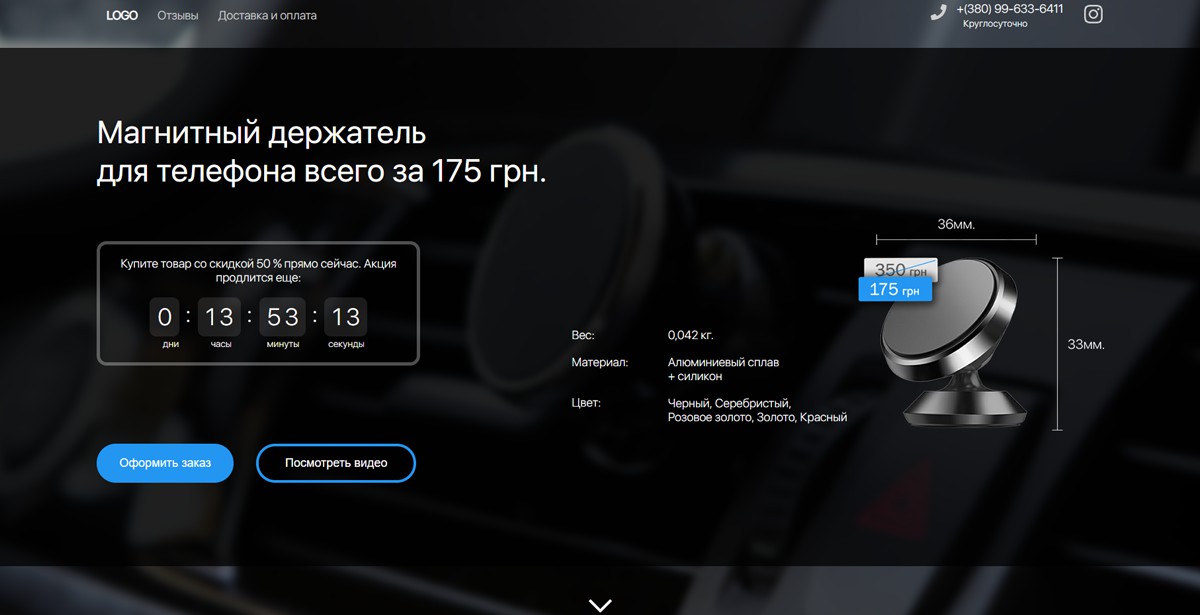 LOGO Отзывы Доставка и оплата
+(380) 99-633-6411
Круглосуточно
Магнитный держатель
для телефона всего за 175 грн.
Купите товар со скидкой 50 % прямо сейчас. Акция
продлится еще:
0 : 13 : 53 : 13
дни часы минуты секунды
Оформить заказ Посмотреть видео
Вес: 0,042 кг.
Материал: Алюминиевый сплав
+ силикон
Цвет: Черный, Серебристый,
Розовое золото, Золото, Красный
36мм.
350 грн
175 грн
33мм.